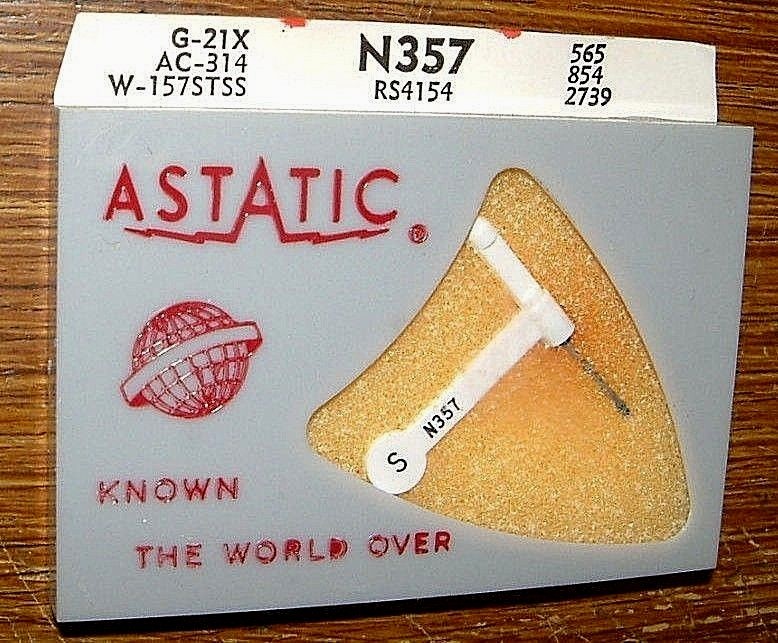 G-21X
AC-314
W-157STSS
N357
RS4154
565
854
2739
ASTATIC®
KNOWN
THE WORLD OVER
S
N357